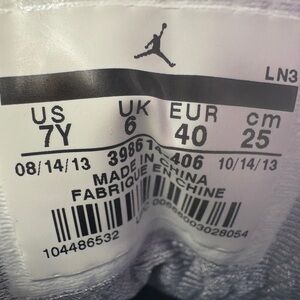 LN3
US UK EUR cm
7Y 6 40 25
08/14/13 398614 406 10/14/13
MADE IN CHINA
FABRIQUE EN CHINE
104486532